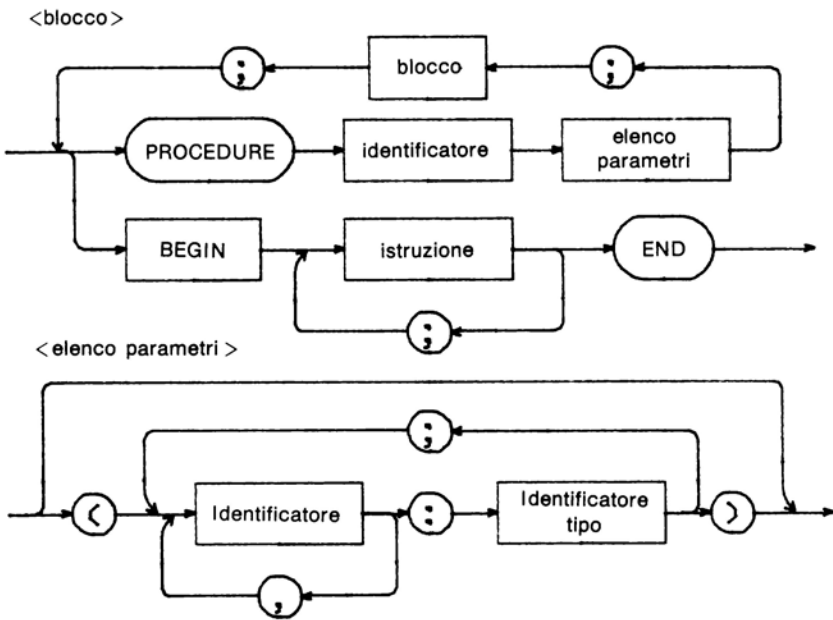 <blocco>
; blocco ;
PROCEDURE identificatore elenco
parametri
BEGIN istruzione END
;
<elenco parametri>
;
( Identificatore : Identificatore
tipo )
,